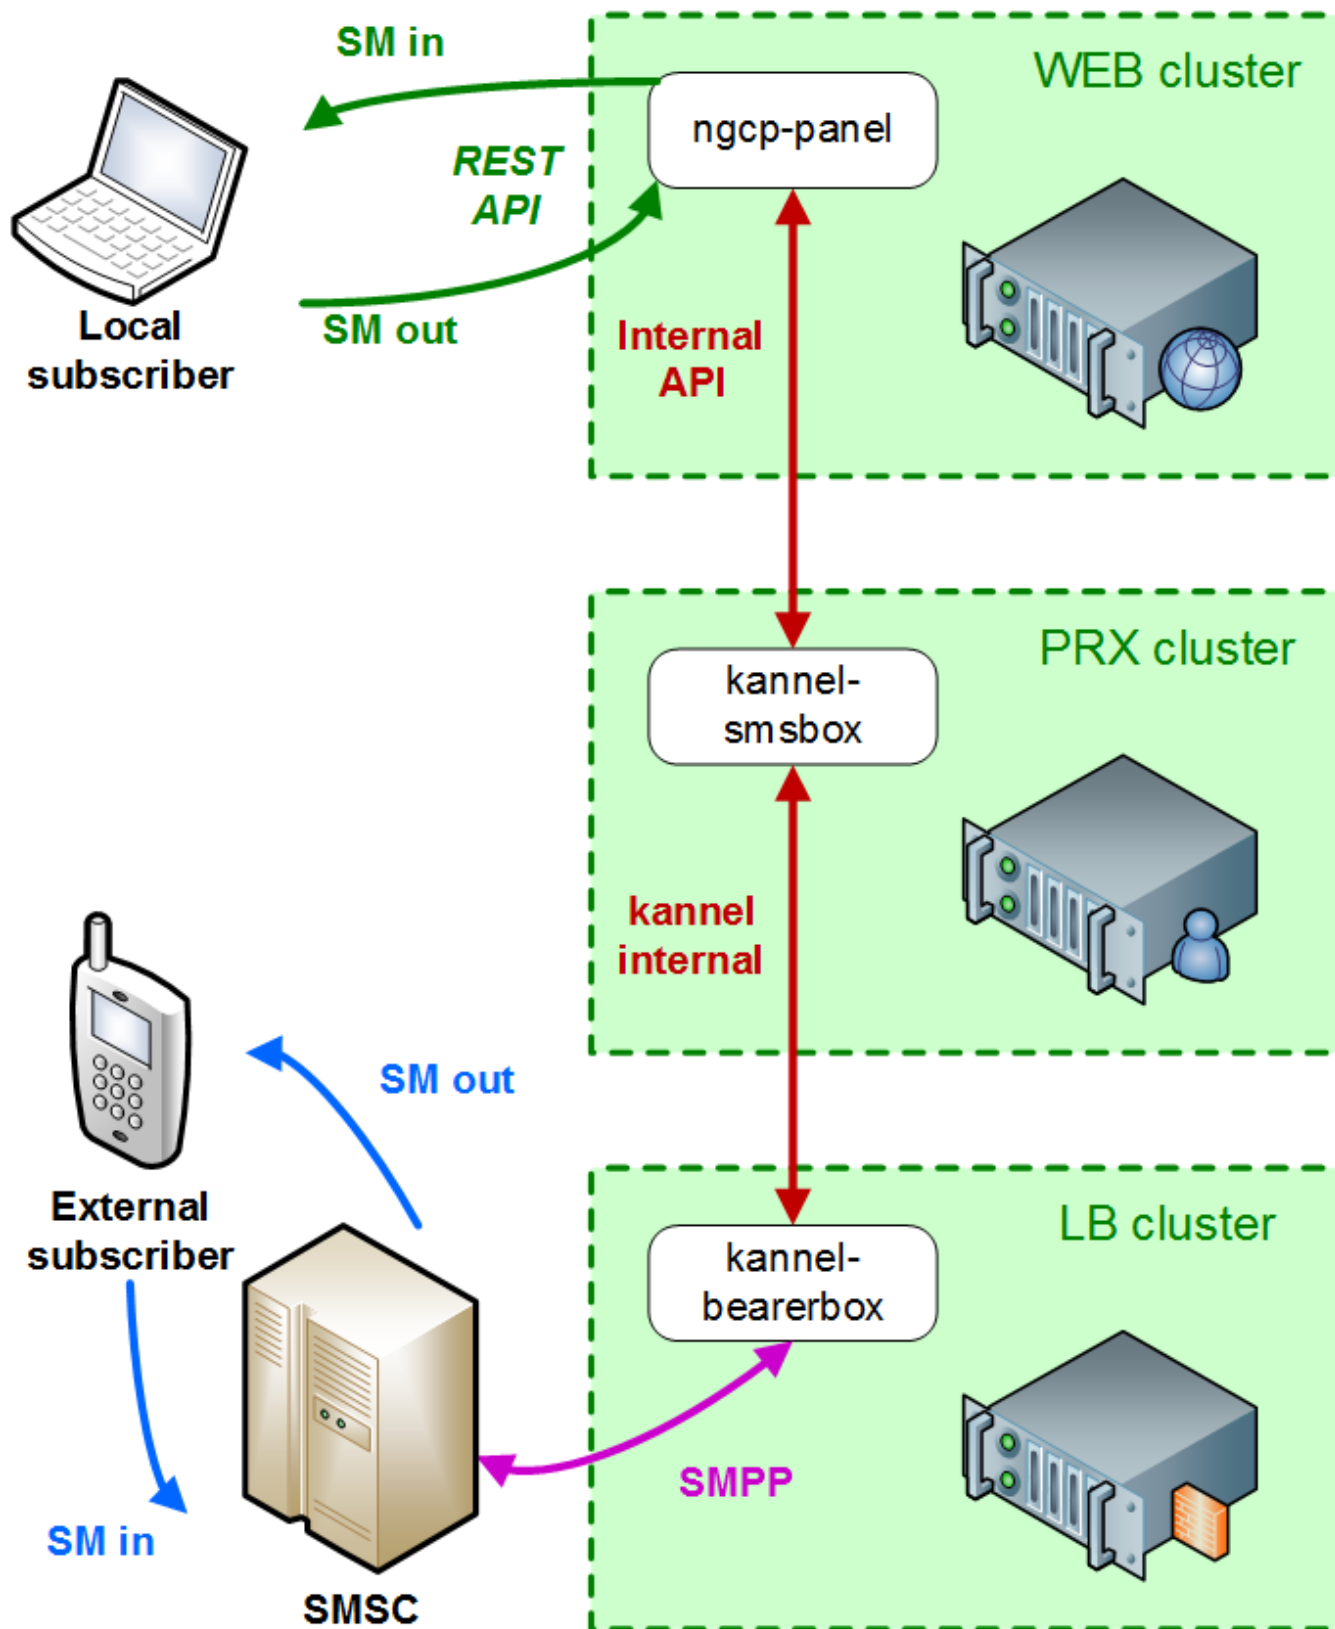 SM in
WEB cluster
ngcp-panel
REST
API
Local
subscriber
SM out
Internal
API
PRX cluster
kannel-
smsbox
kannel
internal
SM out
External
subscriber
LB cluster
kannel-
bearerbox
SMPP
SM in
SMSC